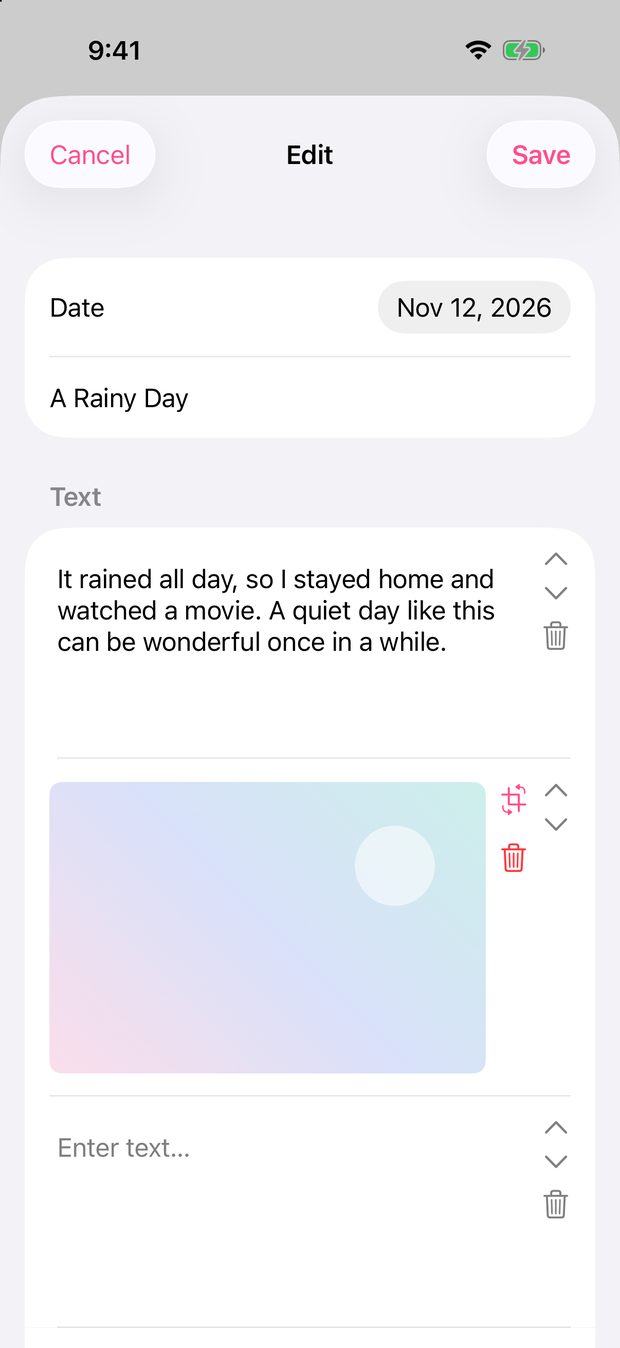 9:41
Cancel
Edit
Save
Date
Nov 12, 2026
A Rainy Day
Text
It rained all day, so I stayed home and
watched a movie. A quiet day like this
can be wonderful once in a while.
Enter text...